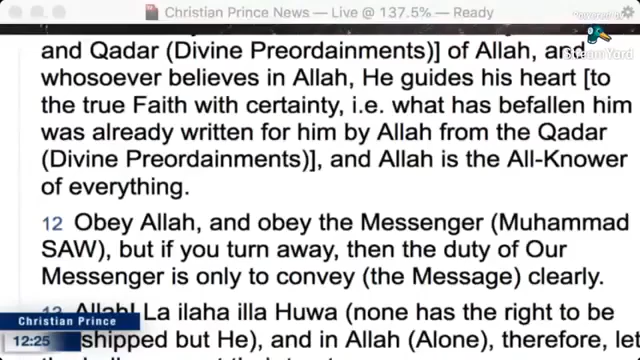 Christian Prince News — Live @ 137.5% — Ready
Powered by
StreamYard
and Qadar (Divine Preordainments)] of Allah, and
whosoever believes in Allah, He guides his heart [to
the true Faith with certainty, i.e. what has befallen him
was already written for him by Allah from the Qadar
(Divine Preordainments)], and Allah is the All-Knower
of everything.
12 Obey Allah, and obey the Messenger (Muhammad
SAW), but if you turn away, then the duty of Our
Messenger is only to convey (the Message) clearly.
13 Allah! La ilaha illa Huwa (none has the right to be
shipped but He), and in Allah (Alone), therefore, let
Christian Prince
12:25